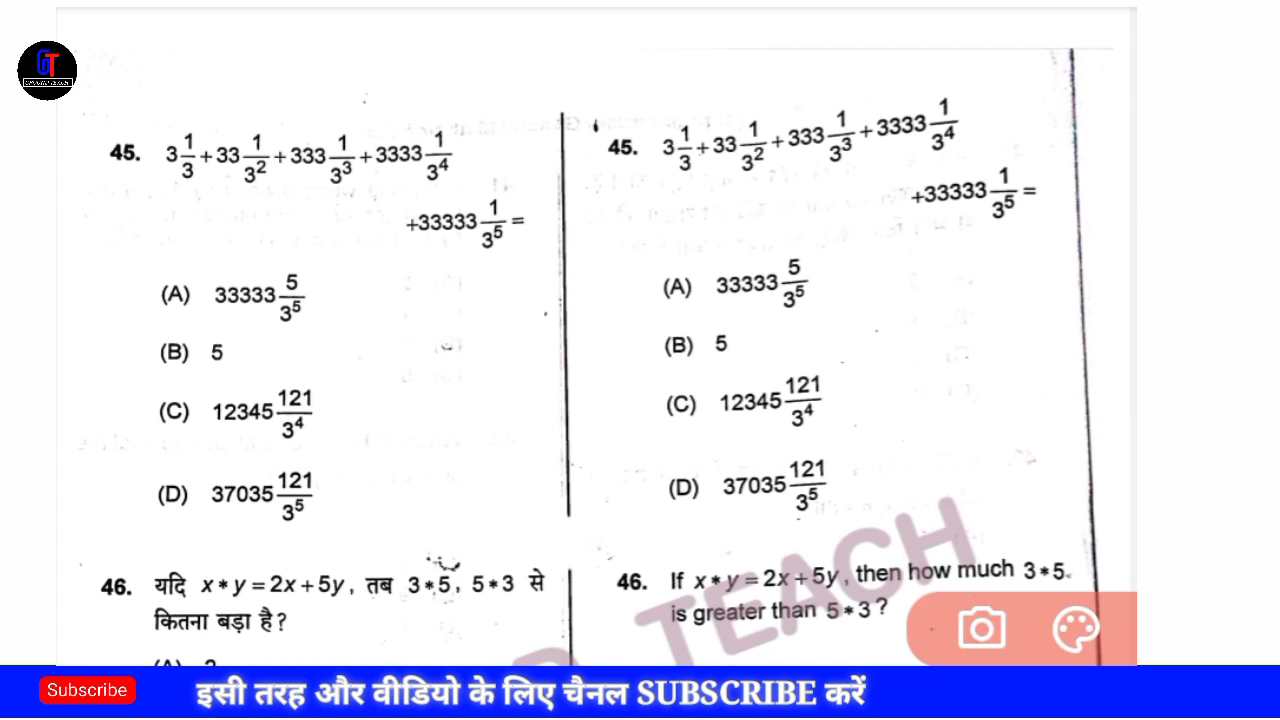 GT
45. 3 1/3 + 33 1/3² + 333 1/3³ + 3333 1/3⁴
+33333 1/3⁵ =
(A) 33333 5/3⁵
(B) 5
(C) 12345 121/3⁴
(D) 37035 121/3⁵
46. यदि x * y = 2x + 5y, तब 3 * 5, 5 * 3 से
कितना बड़ा है?
45. 3 1/3 + 33 1/3² + 333 1/3³ + 3333 1/3⁴
+33333 1/3⁵ =
(A) 33333 5/3⁵
(B) 5
(C) 12345 121/3⁴
(D) 37035 121/3⁵
46. If x * y = 2x + 5y, then how much 3 * 5
is greater than 5 * 3?
TEACH
Subscribe
इसी तरह और वीडियो के लिए चैनल SUBSCRIBE करें